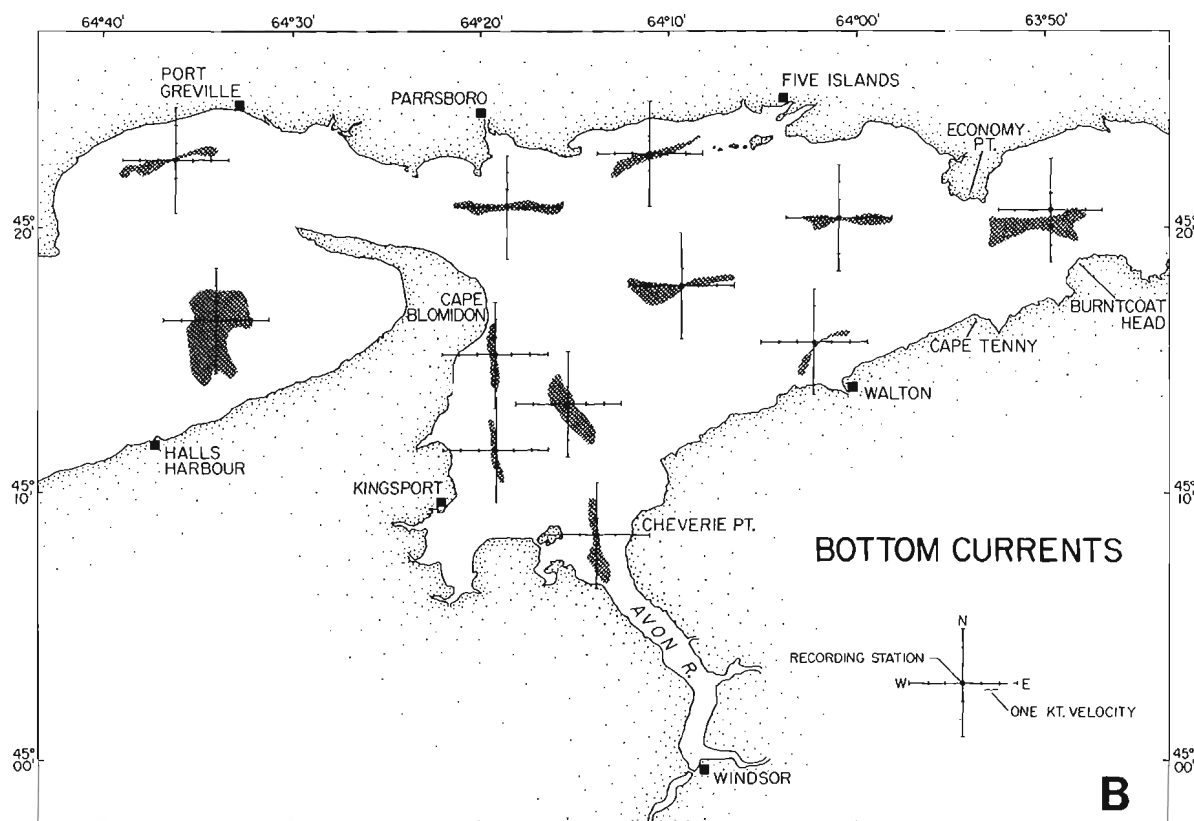 64°40' 64°30' 64°20' 64°10' 64°00' 63°50'
PORT
GREVILLE
PARRSBORO
FIVE ISLANDS
ECONOMY
PT.
45°
20'
45°
20'
CAPE
BLOMIDON
BURNTCOAT
HEAD
CAPE TENNY
WALTON
HALLS
HARBOUR
KINGSPORT
45°
10'
45°
10'
CHEVERIE PT.
BOTTOM CURRENTS
AVON R.
N
RECORDING STATION
W E
ONE KT. VELOCITY
45°
00'
45°
00'
WINDSOR
B